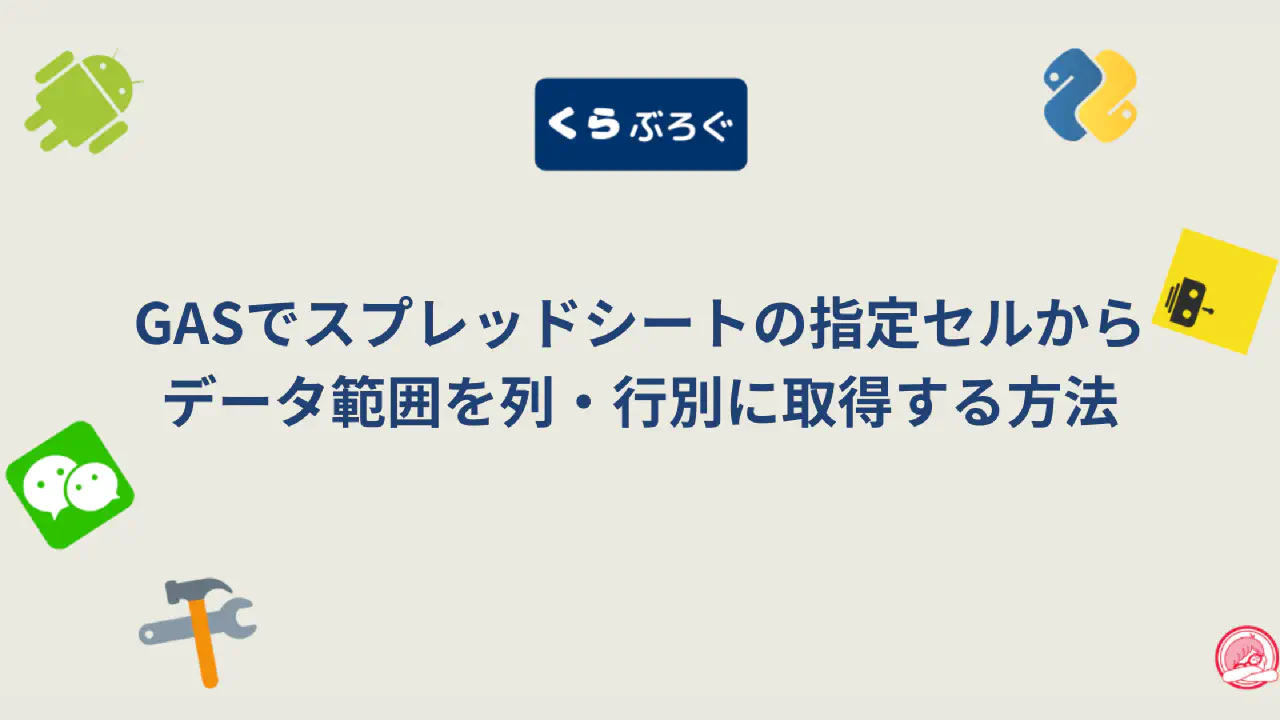 くらぶろぐ
GASでスプレッドシートの指定セルから
データ範囲を列・行別に取得する方法